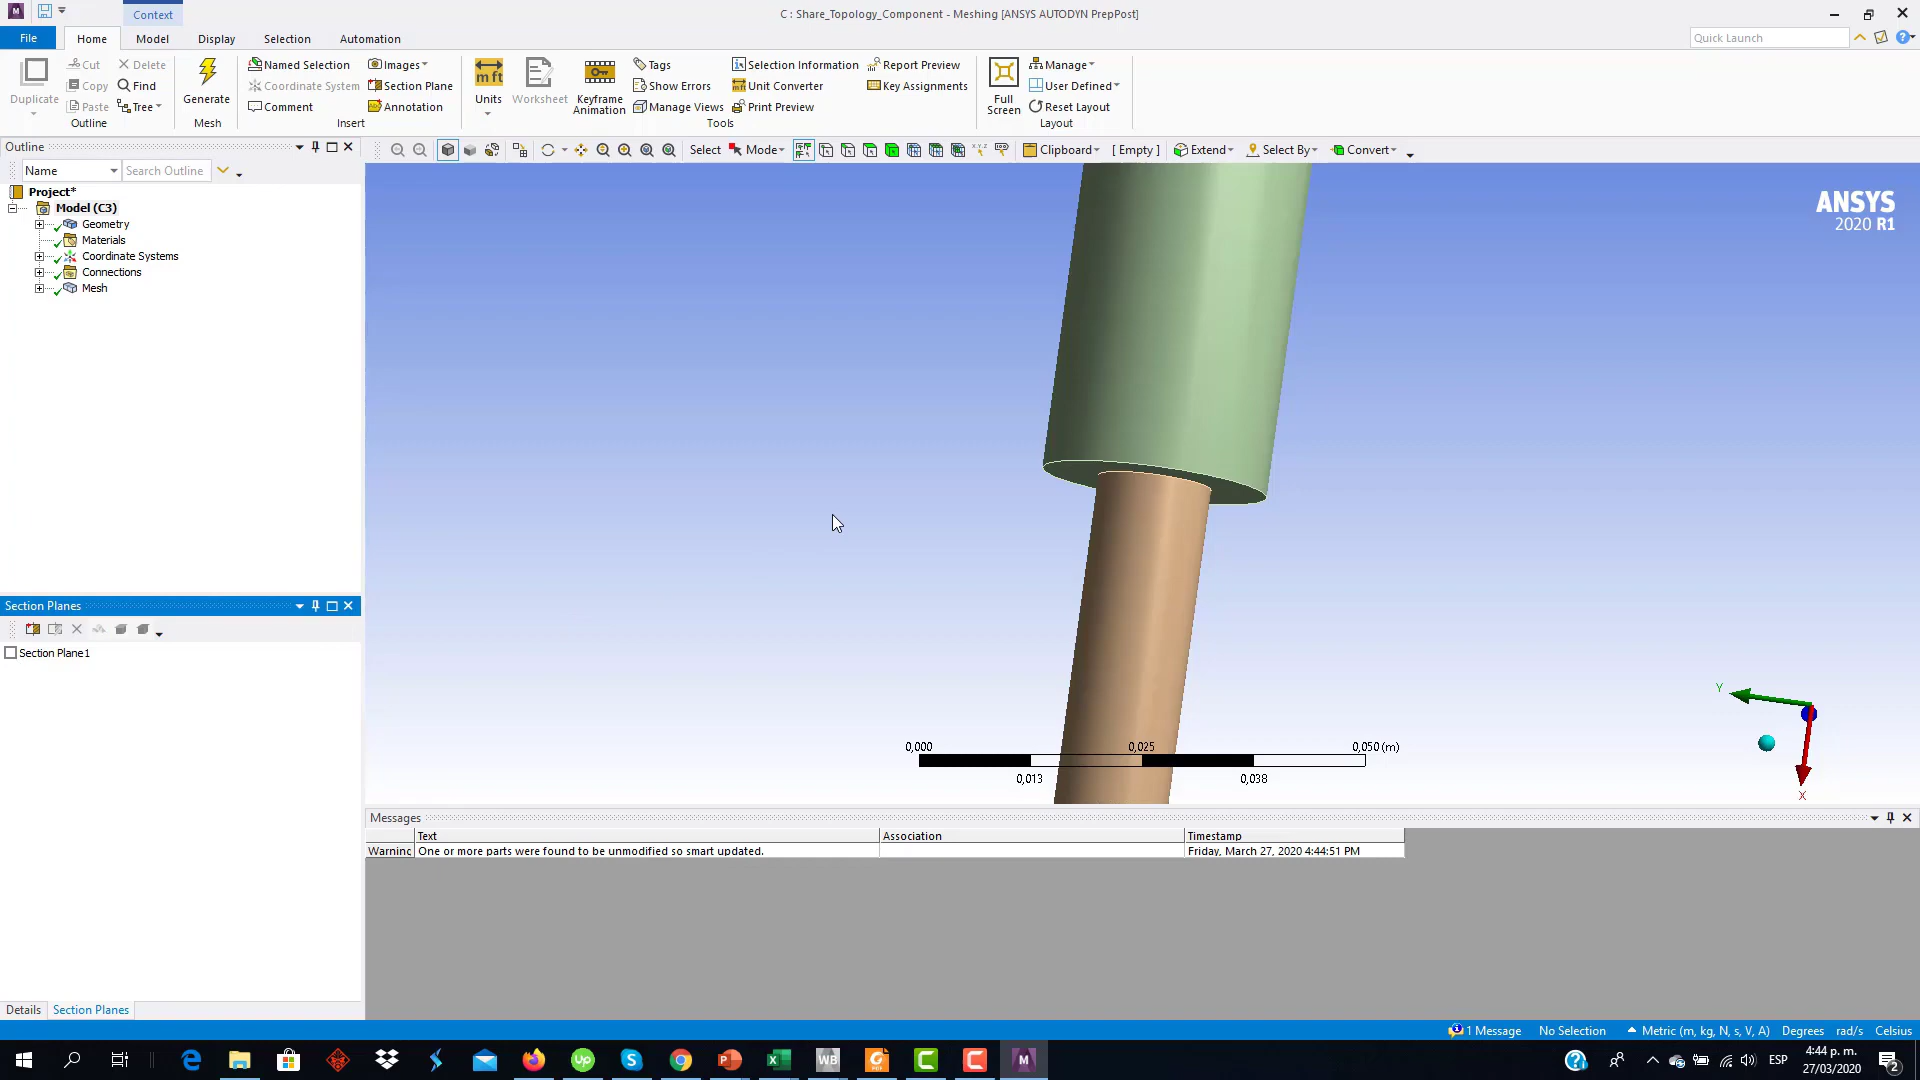 Context
C : Share_Topology_Component - Meshing [ANSYS AUTODYN PrepPost]
File
Home
Model
Display
Selection
Automation
Quick Launch
Duplicate
Cut
Copy
Paste
Delete
Find
Tree
Outline
Generate
Mesh
Named Selection
Coordinate System
Comment
Images
Section Plane
Annotation
Insert
m ft
Units
Worksheet
Keyframe
Animation
Tags
Show Errors
Manage Views
Selection Information
Unit Converter
Print Preview
Report Preview
Key Assignments
Tools
Full
Screen
Manage
User Defined
Reset Layout
Layout
Outline
Select
Mode
Clipboard
[ Empty ]
Extend
Select By
Convert
Name
Search Outline
Project*
Model (C3)
Geometry
Materials
Coordinate Systems
Connections
Mesh
ANSYS
2020 R1
Section Planes
Section Plane1
Y
X
0,000
0,025
0,050 (m)
0,013
0,038
Messages
Text
Association
Timestamp
Warning
One or more parts were found to be unmodified so smart updated.
Friday, March 27, 2020 4:44:51 PM
Details
Section Planes
1 Message
No Selection
Metric (m, kg, N, s, V, A)
Degrees
rad/s
Celsius
ESP
4:44 p. m.
27/03/2020
2